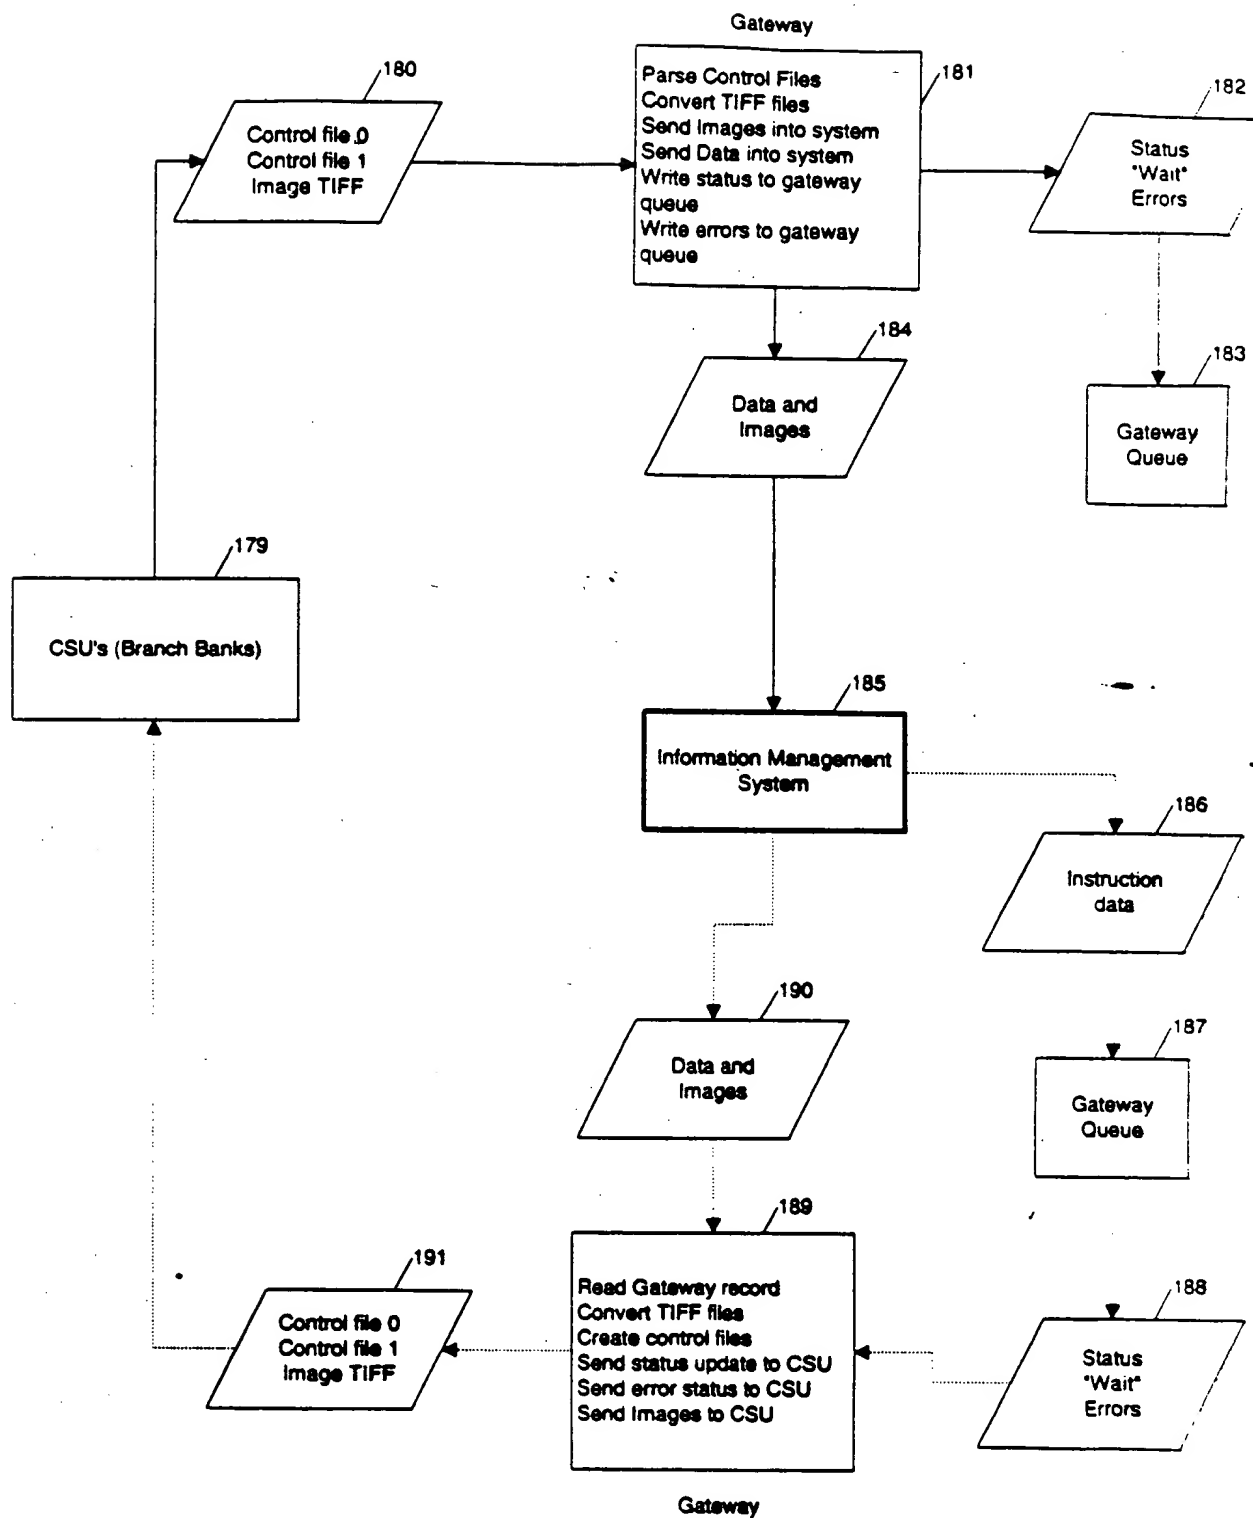 Gateway
180
Control file 0
Control file 1
Image TIFF
181
Parse Control Files
Convert TIFF files
Send Images into system
Send Data into system
Write status to gateway
queue
Write errors to gateway
queue
182
Status
"Wait"
Errors
183
Gateway
Queue
184
Data and
Images
179
CSU's (Branch Banks)
185
Information Management
System
186
Instruction
data
190
Data and
Images
187
Gateway
Queue
189
Read Gateway record
Convert TIFF files
Create control files
Send status update to CSU
Send error status to CSU
Send Images to CSU
191
Control file 0
Control file 1
Image TIFF
188
Status
"Wait"
Errors
Gateway